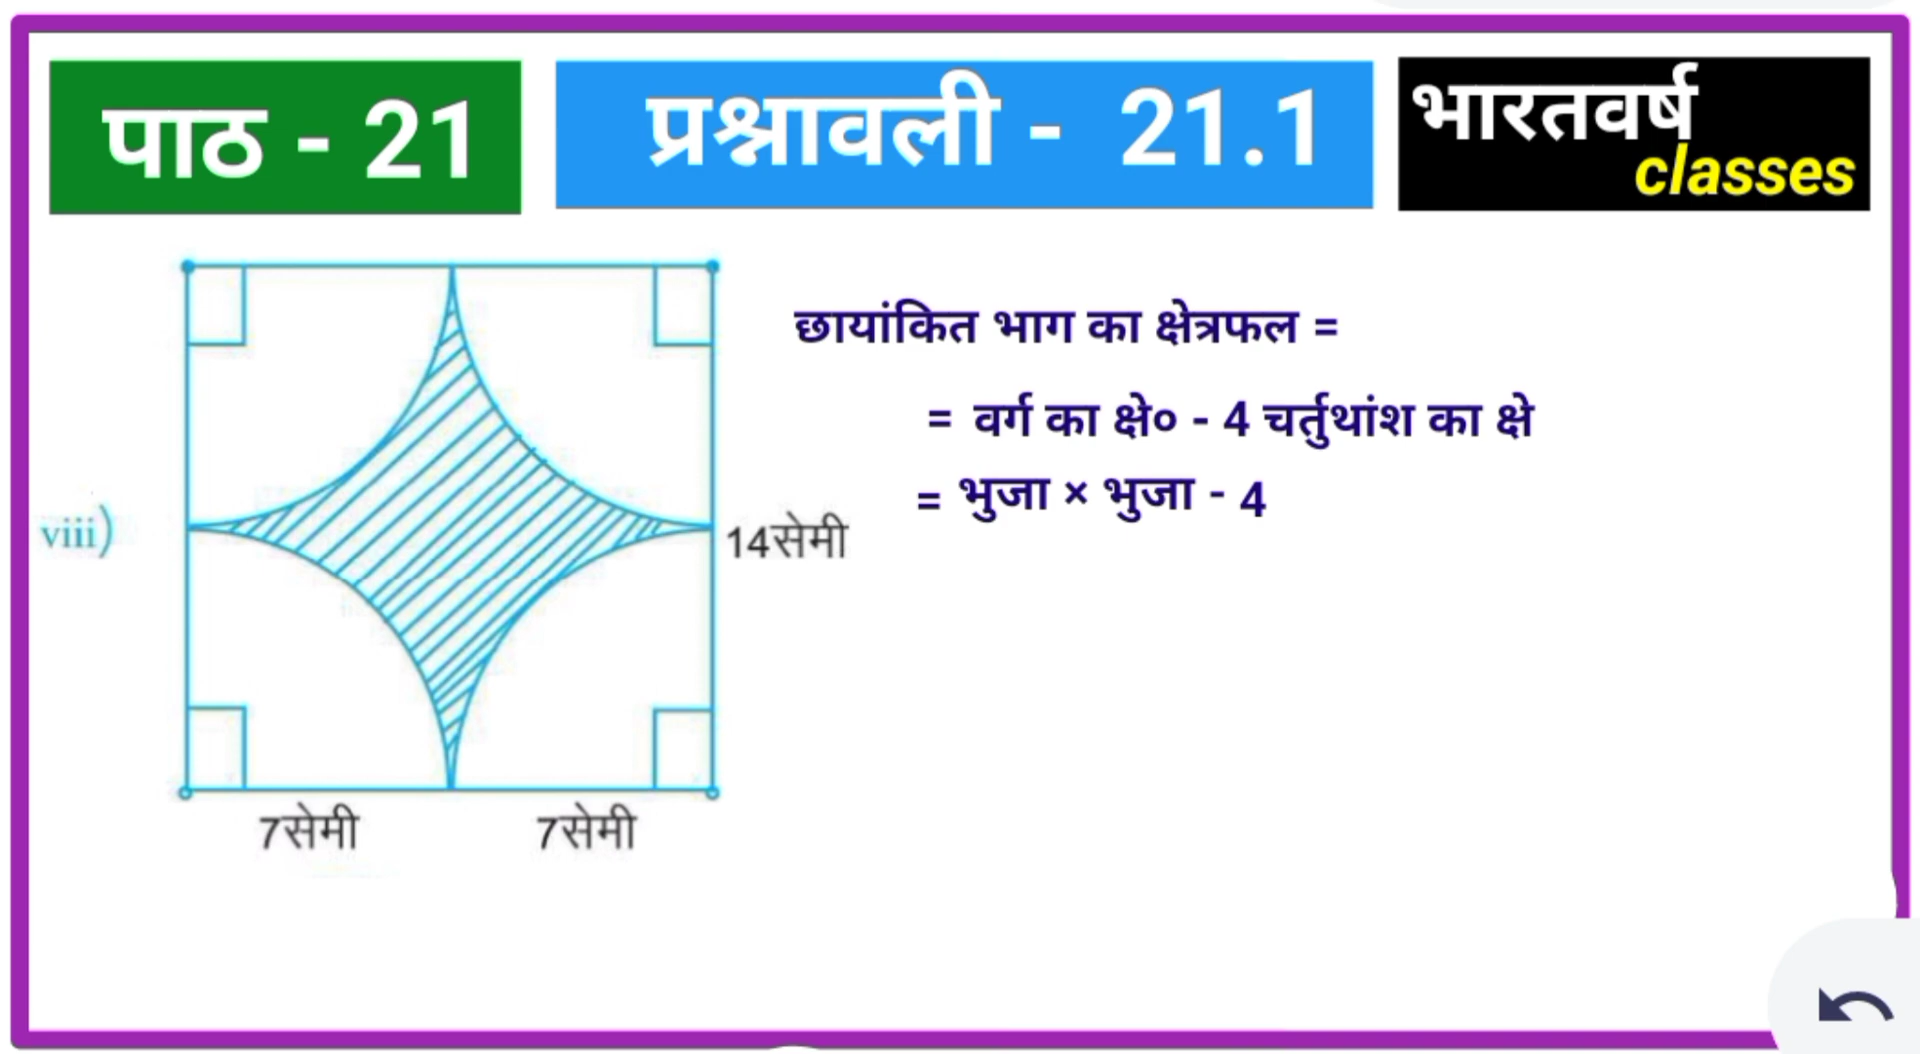 पाठ - 21
प्रश्नावली - 21.1
भारतवर्ष
classes
छायांकित भाग का क्षेत्रफल =
= वर्ग का क्षे० - 4 चर्तुथांश का क्षे
= भुजा × भुजा - 4
viii)
14सेमी
7सेमी 7सेमी